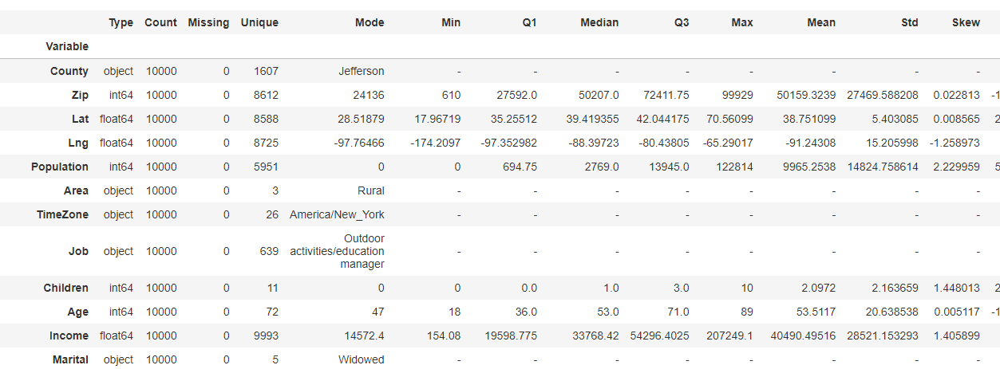 Type Count Missing Unique Mode Min Q1 Median Q3 Max Mean Std Skew
Variable
County object 10000 0 1607 Jefferson - - - - - - - -
Zip int64 10000 0 8612 24136 610 27592.0 50207.0 72411.75 99929 50159.3239 27469.588208 0.022813 -1
Lat float64 10000 0 8588 28.51879 17.96719 35.25512 39.419355 42.044175 70.56099 38.751099 5.403085 0.008565 2
Lng float64 10000 0 8725 -97.76466 -174.2097 -97.352982 -88.39723 -80.43805 -65.29017 -91.24308 15.205998 -1.258973
Population int64 10000 0 5951 0 0 694.75 2769.0 13945.0 122814 9965.2538 14824.758614 2.229959 5
Area object 10000 0 3 Rural - - - - - - - -
TimeZone object 10000 0 26 America/New_York - - - - - - - -
Outdoor
Job object 10000 0 639 activities/education - - - - - - - -
manager
Children int64 10000 0 11 0 0 0.0 1.0 3.0 10 2.0972 2.163659 1.448013 2
Age int64 10000 0 72 47 18 36.0 53.0 71.0 89 53.5117 20.638538 0.005117 -1
Income float64 10000 0 9993 14572.4 154.08 19598.775 33768.42 54296.4025 207249.1 40490.49516 28521.153293 1.405899
Marital object 10000 0 5 Widowed - - - - - - - -